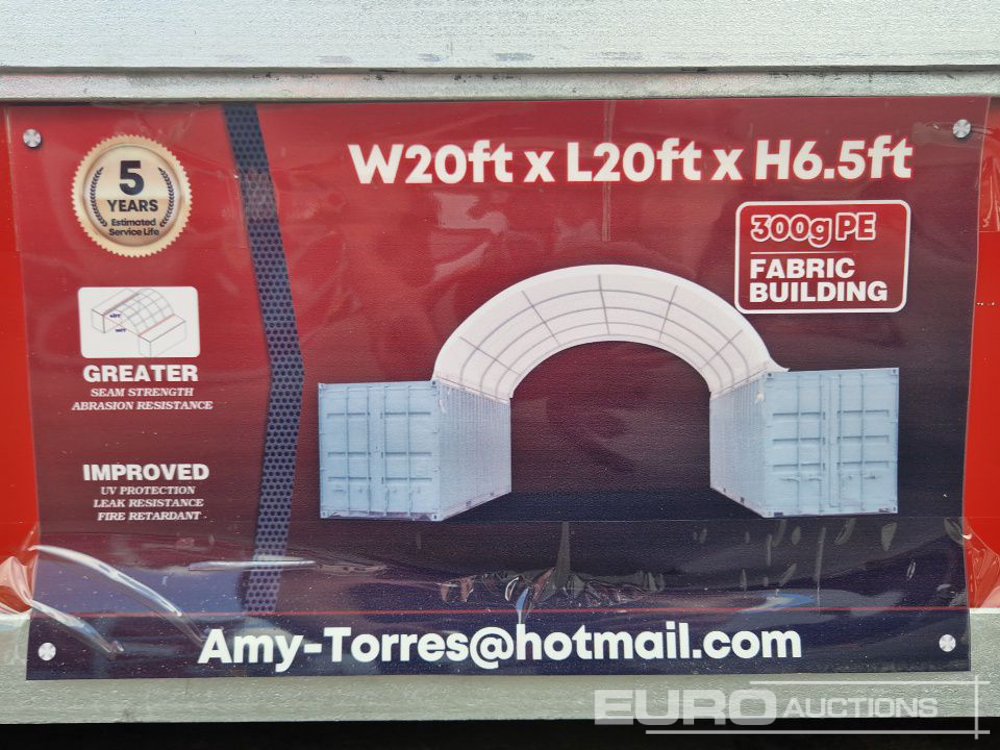 W20ft x L20ft x H6.5ft
5
YEARS
Estimated
Service Life
300g PE
FABRIC
BUILDING
GREATER
SEAM STRENGTH
ABRASION RESISTANCE
IMPROVED
UV PROTECTION
LEAK RESISTANCE
FIRE RETARDANT
Amy-Torres@hotmail.com
EURO AUCTIONS